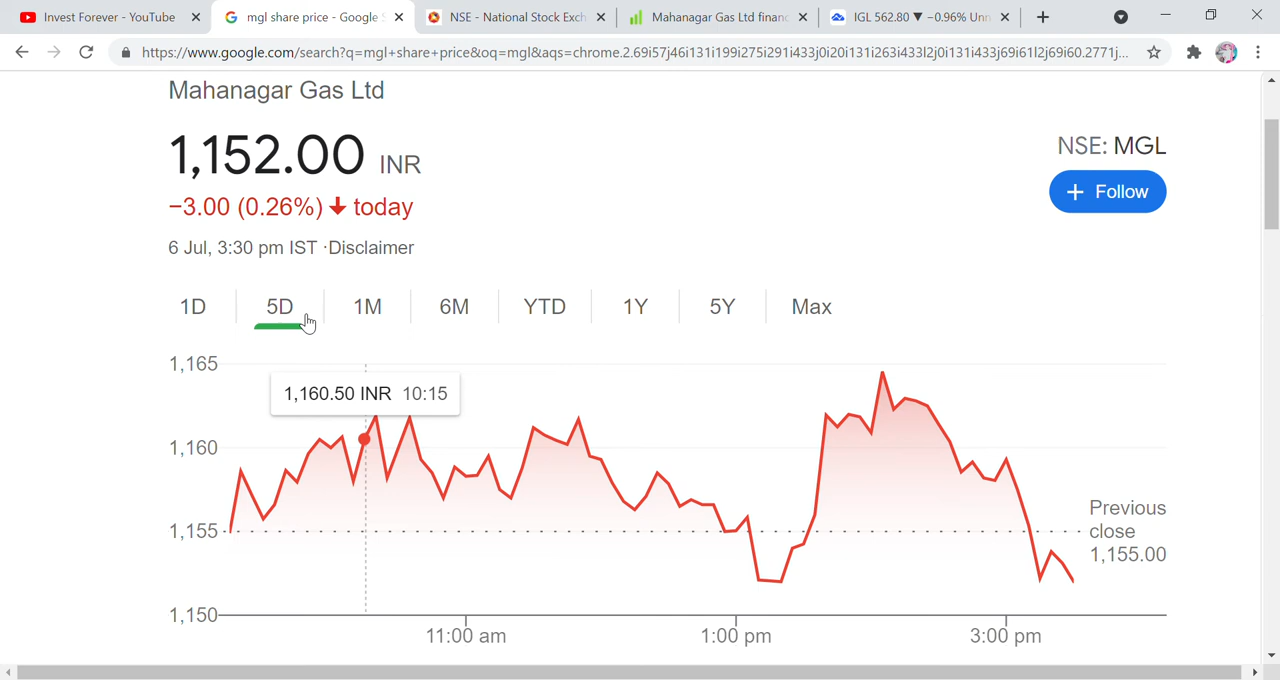 Invest Forever - YouTube
mgl share price - Google S
NSE - National Stock Exch
Mahanagar Gas Ltd financ
IGL 562.80 ▼ −0.96% Unn
https://www.google.com/search?q=mgl+share+price&oq=mgl&aqs=chrome.2.69i57j46i131i199i275i291i433j0i20i131i263i433l2j0i131i433j69i61l2j69i60.2771j...
Mahanagar Gas Ltd
1,152.00 INR
NSE: MGL
−3.00 (0.26%) ↓ today
+ Follow
6 Jul, 3:30 pm IST ·Disclaimer
1D 5D 1M 6M YTD 1Y 5Y Max
1,165
1,160.50 INR 10:15
1,160
1,155
Previous
close
1,155.00
1,150
11:00 am 1:00 pm 3:00 pm